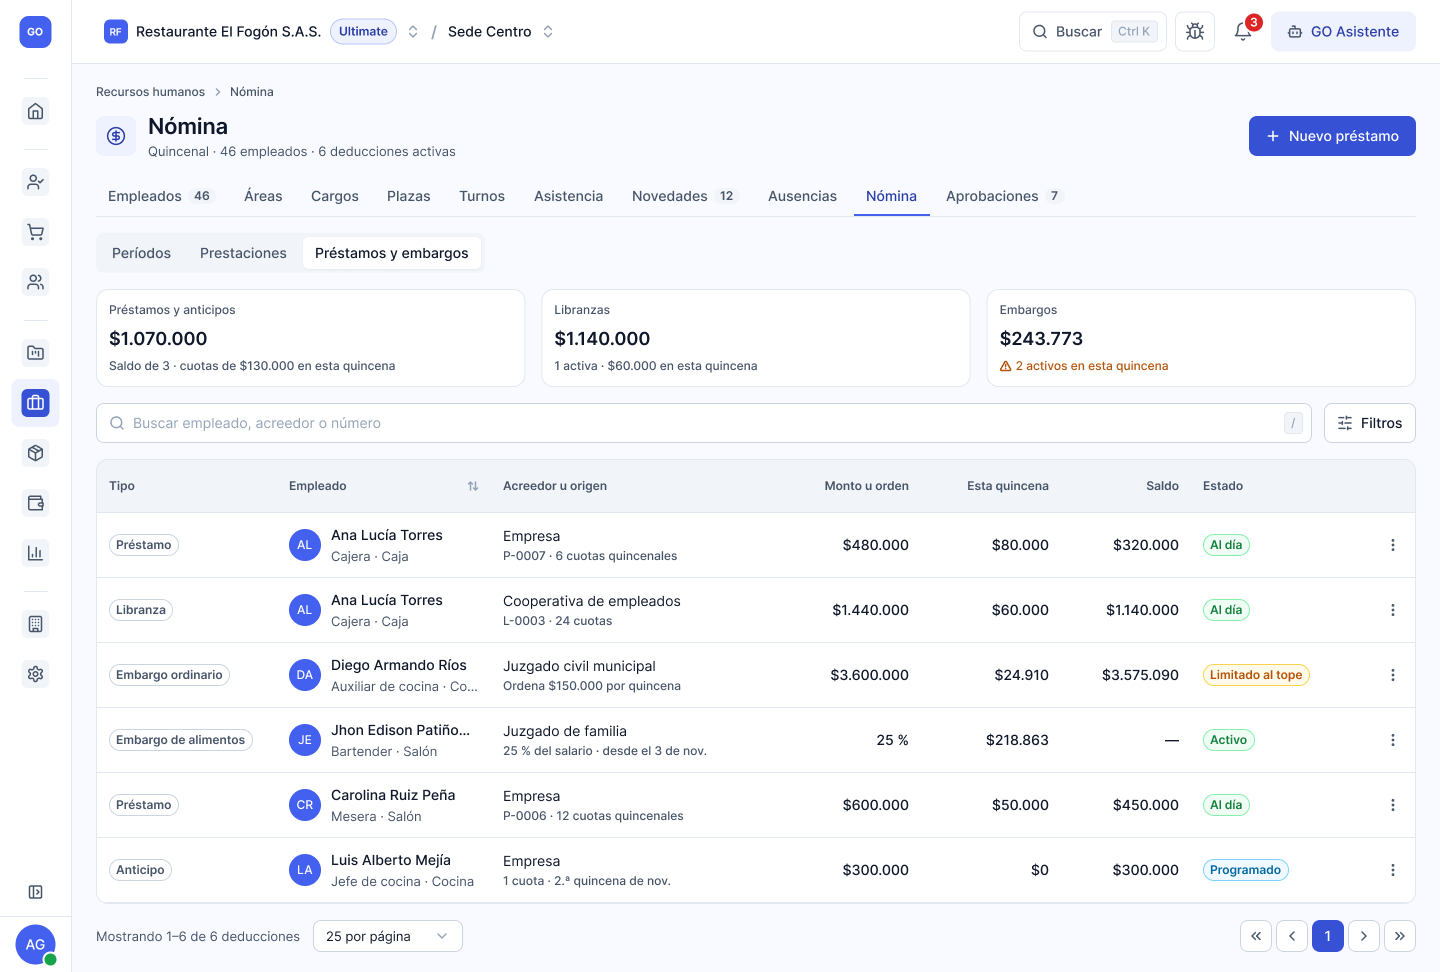 GO
RF Restaurante El Fogón S.A.S. Ultimate / Sede Centro
Buscar Ctrl K
3
GO Asistente
Recursos humanos Nómina
Nómina
Quincenal · 46 empleados · 6 deducciones activas
Nuevo préstamo
Empleados 46 Áreas Cargos Plazas Turnos Asistencia Novedades 12 Ausencias Nómina Aprobaciones 7
Períodos Prestaciones Préstamos y embargos
Préstamos y anticipos
$1.070.000
Saldo de 3 · cuotas de $130.000 en esta quincena
Libranzas
$1.140.000
1 activa · $60.000 en esta quincena
Embargos
$243.773
2 activos en esta quincena
Buscar empleado, acreedor o número /
Filtros
Tipo Empleado Acreedor u origen Monto u orden Esta quincena Saldo Estado
Préstamo AL Ana Lucía Torres Empresa $480.000 $80.000 $320.000 Al día
Cajera · Caja P-0007 · 6 cuotas quincenales
Libranza AL Ana Lucía Torres Cooperativa de empleados $1.440.000 $60.000 $1.140.000 Al día
Cajera · Caja L-0003 · 24 cuotas
Embargo ordinario DA Diego Armando Ríos Juzgado civil municipal $3.600.000 $24.910 $3.575.090 Limitado al tope
Auxiliar de cocina · Co... Ordena $150.000 por quincena
Embargo de alimentos JE Jhon Edison Patiño... Juzgado de familia 25 % $218.863 — Activo
Bartender · Salón 25 % del salario · desde el 3 de nov.
Préstamo CR Carolina Ruiz Peña Empresa $600.000 $50.000 $450.000 Al día
Mesera · Salón P-0006 · 12 cuotas quincenales
Anticipo LA Luis Alberto Mejía Empresa $300.000 $0 $300.000 Programado
Jefe de cocina · Cocina 1 cuota · 2.ª quincena de nov.
Mostrando 1–6 de 6 deducciones 25 por página 1
AG